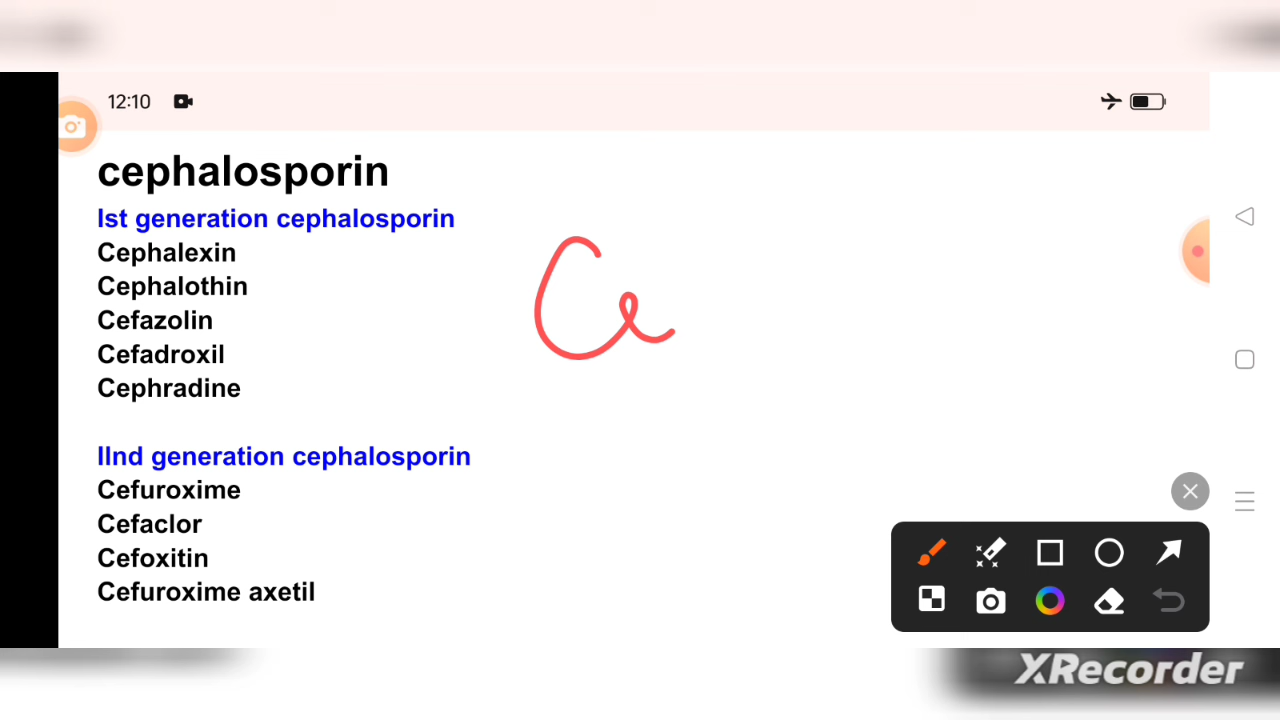 12:10
cephalosporin
Ist generation cephalosporin
Cephalexin
Cephalothin
Cefazolin
Cefadroxil
Cephradine
Ce
IInd generation cephalosporin
Cefuroxime
Cefaclor
Cefoxitin
Cefuroxime axetil
XRecorder